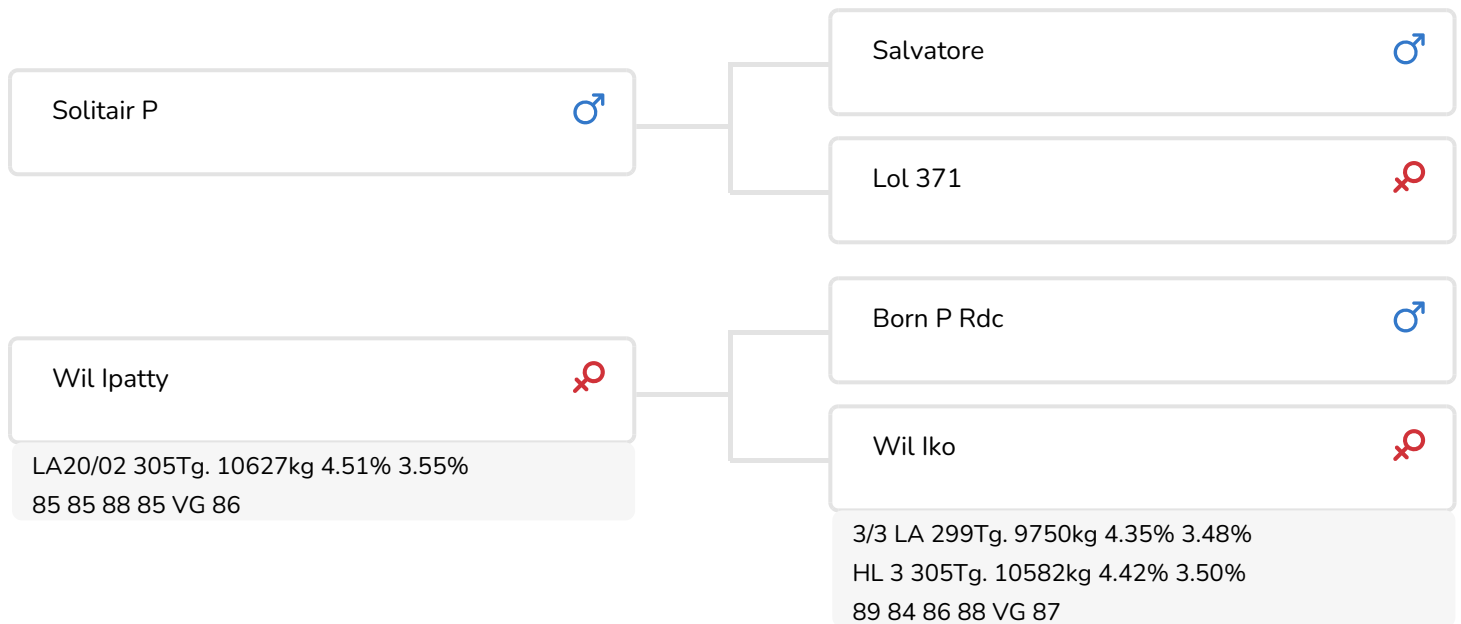 Solitair P
Salvatore
Lol 371
Wil Ipatty
LA20/02 305Tg. 10627kg 4.51% 3.55%
85 85 88 85 VG 86
Born P Rdc
Wil Iko
3/3 LA 299Tg. 9750kg 4.35% 3.48%
HL 3 305Tg. 10582kg 4.42% 3.50%
89 84 86 88 VG 87